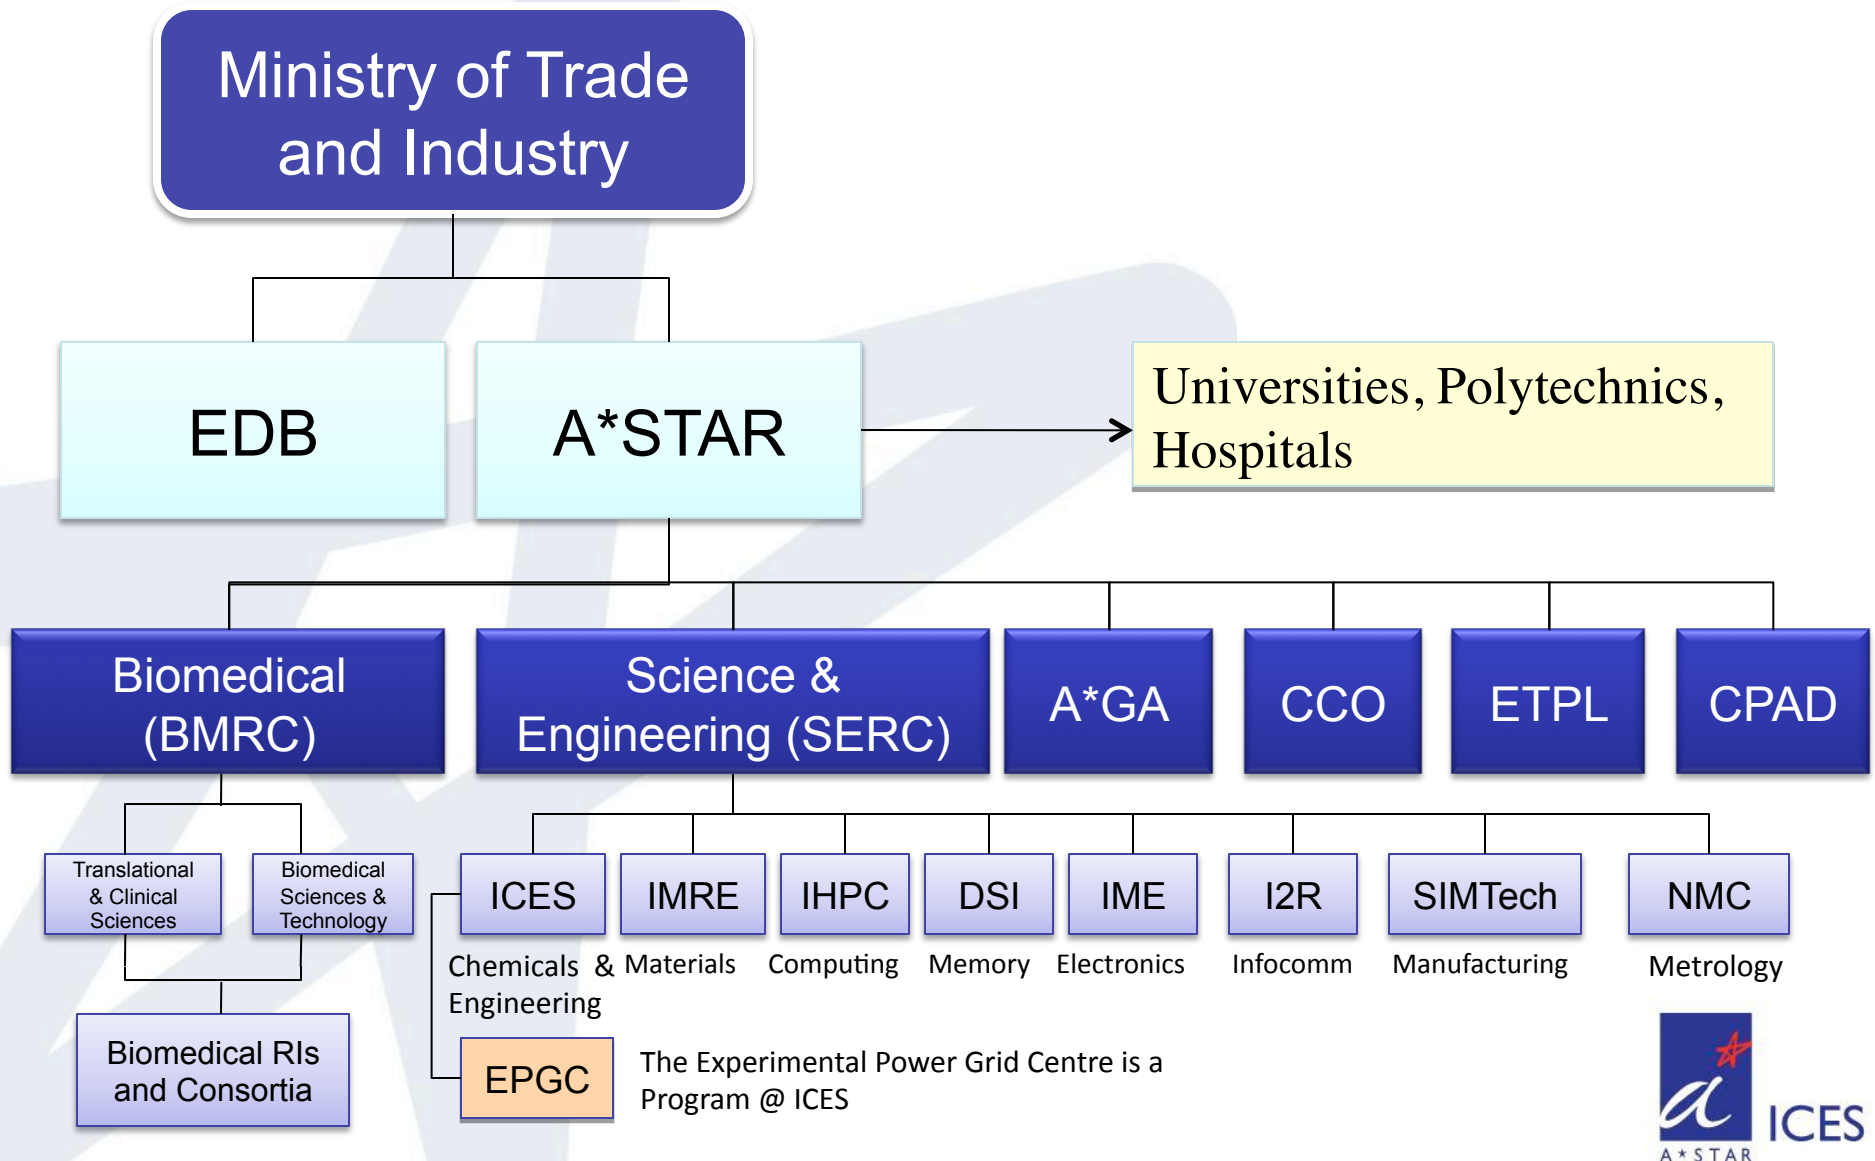 Ministry of Trade
and Industry
EDB
A*STAR
Universities, Polytechnics,
Hospitals
Biomedical
(BMRC)
Science &
Engineering (SERC)
A*GA
CCO
ETPL
CPAD
Translational
& Clinical
Sciences
Biomedical
Sciences &
Technology
ICES
IMRE
IHPC
DSI
IME
I2R
SIMTech
NMC
Chemicals &
Engineering
Materials
Computing
Memory
Electronics
Infocomm
Manufacturing
Metrology
Biomedical RIs
and Consortia
EPGC
The Experimental Power Grid Centre is a
Program @ ICES
a
ICES
A*STAR